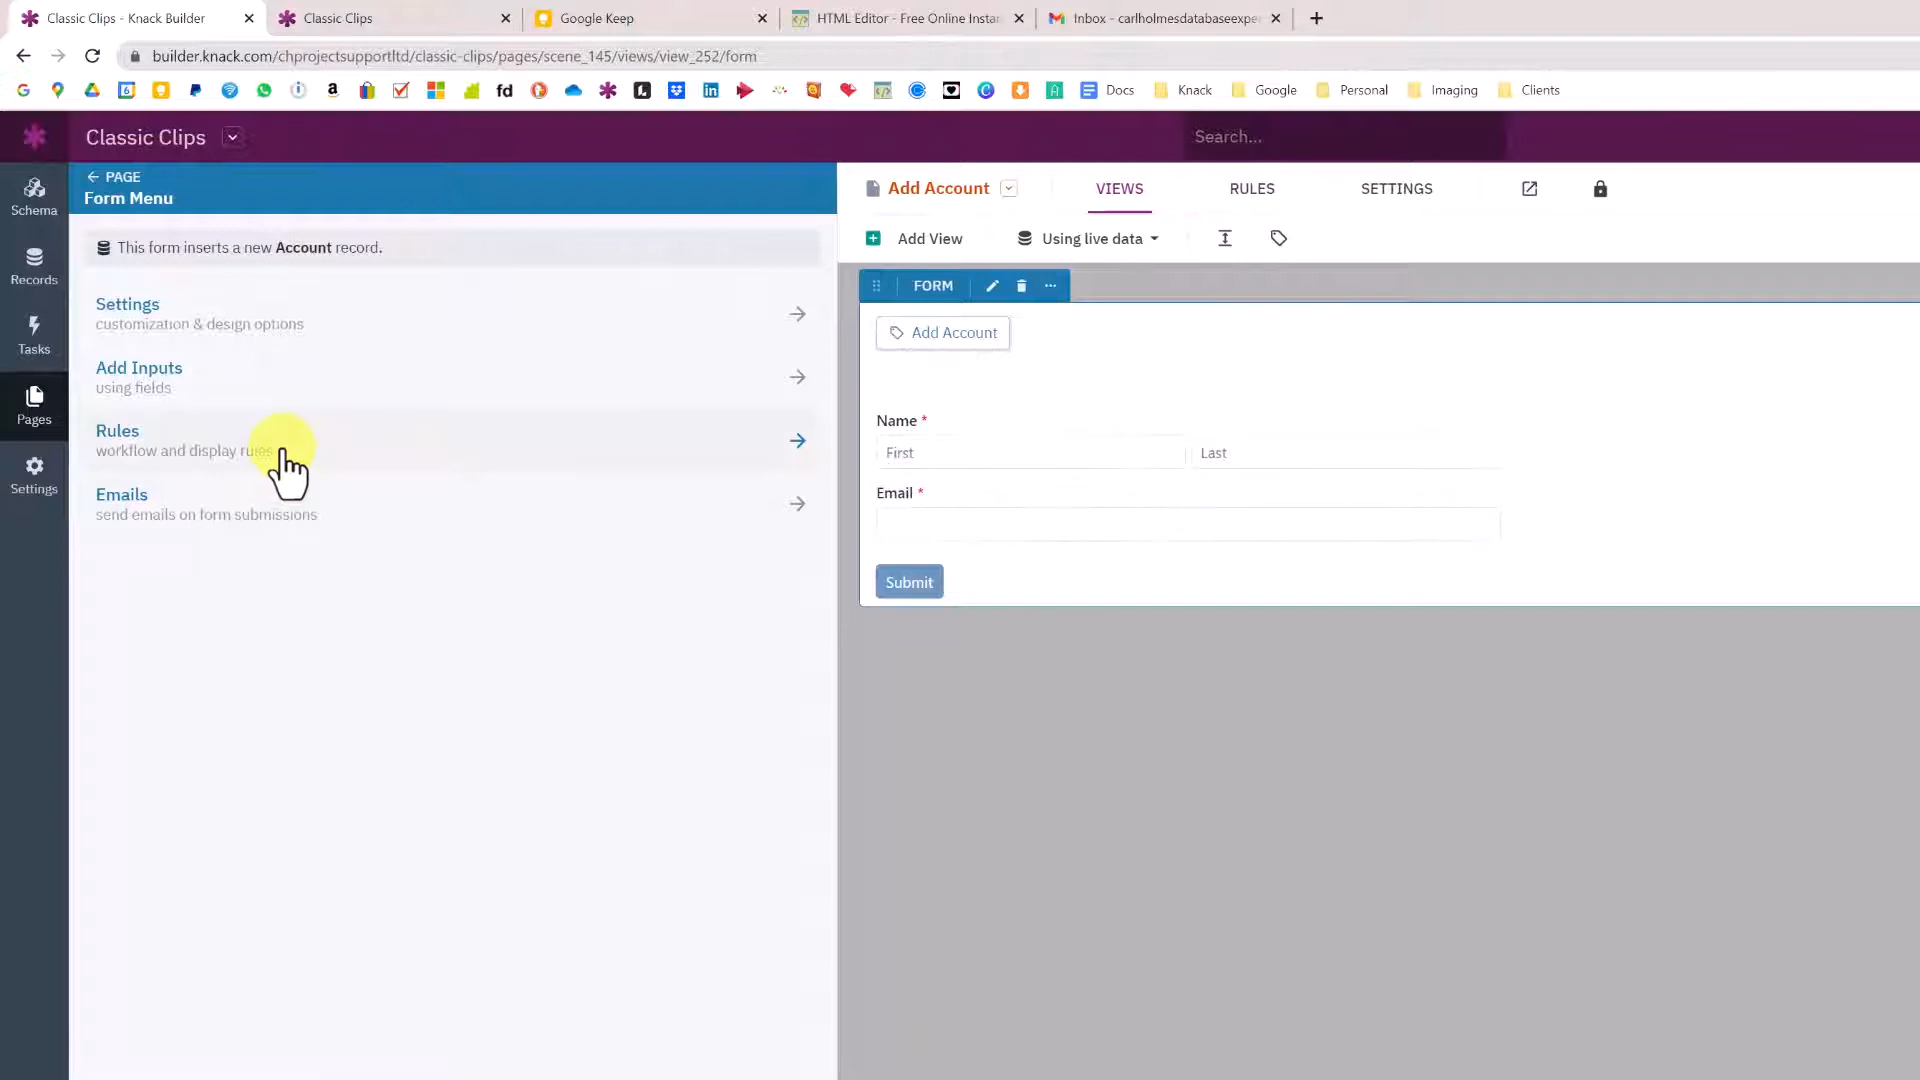 Classic Clips - Knack Builder
Classic Clips
Google Keep
HTML Editor - Free Online Instan
Inbox - carlholmesdatabaseexpe
builder.knack.com/chprojectsupportltd/classic-clips/pages/scene_145/views/view_252/form
Docs
Knack
Google
Personal
Imaging
Clients
Classic Clips
Search...
Schema
Records
Tasks
Pages
Settings
PAGE
Form Menu
This form inserts a new Account record.
Settings
customization & design options
Add Inputs
using fields
Rules
workflow and display rules
Emails
send emails on form submissions
Add Account
VIEWS
RULES
SETTINGS
Add View
Using live data
FORM
Add Account
Name *
First
Last
Email *
Submit